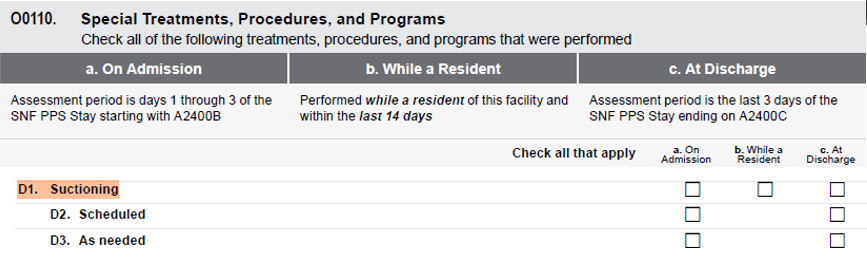 O0110. Special Treatments, Procedures, and Programs
Check all of the following treatments, procedures, and programs that were performed
a. On Admission b. While a Resident c. At Discharge
Assessment period is days 1 through 3 of the SNF PPS Stay starting with A2400B
Performed while a resident of this facility and within the last 14 days
Assessment period is the last 3 days of the SNF PPS Stay ending on A2400C
Check all that apply
a. On Admission
b. While a Resident
c. At Discharge
D1. Suctioning
D2. Scheduled
D3. As needed